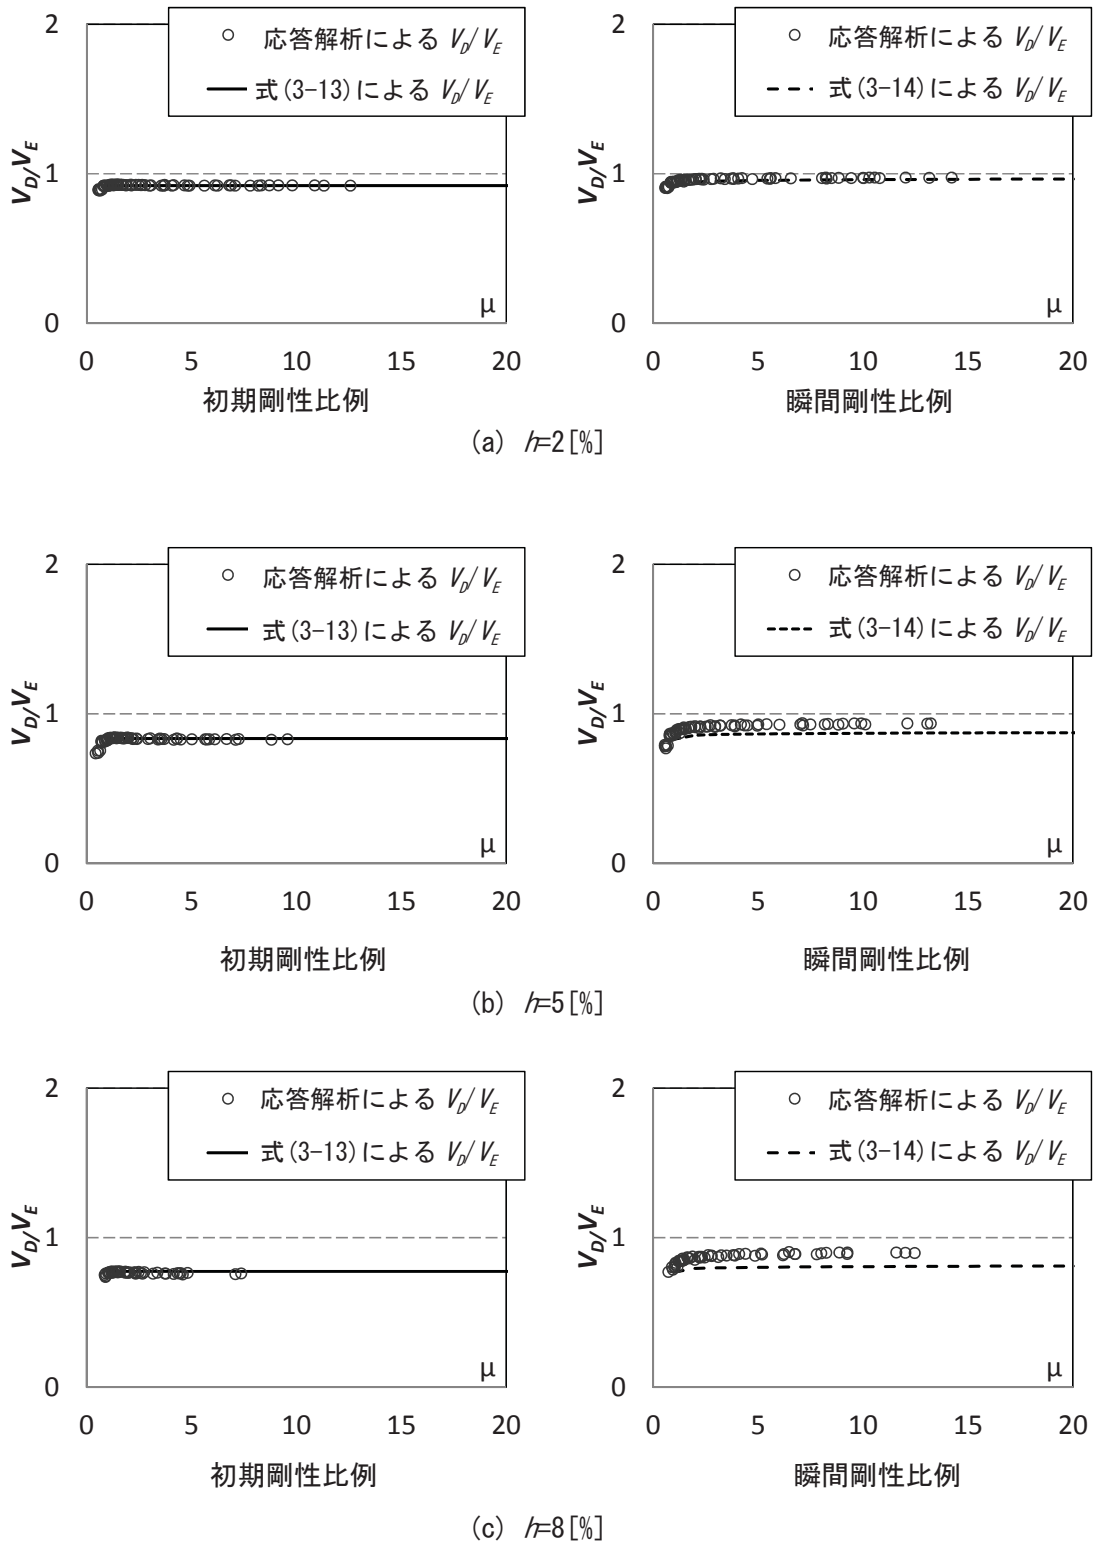 2
○ 応答解析による V_D/V_E
式(3-13)による V_D/V_E
1
V_D/V_E
0
μ
0 5 10 15 20
初期剛性比例
○ 応答解析による V_D/V_E
式(3-14)による V_D/V_E
2
1
V_D/V_E
0
μ
0 5 10 15 20
瞬間剛性比例
(a) h=2[%]
2
○ 応答解析による V_D/V_E
式(3-13)による V_D/V_E
1
V_D/V_E
0
μ
0 5 10 15 20
初期剛性比例
2
○ 応答解析による V_D/V_E
式(3-14)による V_D/V_E
1
V_D/V_E
0
μ
0 5 10 15 20
瞬間剛性比例
(b) h=5[%]
2
○ 応答解析による V_D/V_E
式(3-13)による V_D/V_E
1
V_D/V_E
0
μ
0 5 10 15 20
初期剛性比例
2
○ 応答解析による V_D/V_E
式(3-14)による V_D/V_E
1
V_D/V_E
0
μ
0 5 10 15 20
瞬間剛性比例
(c) h=8[%]